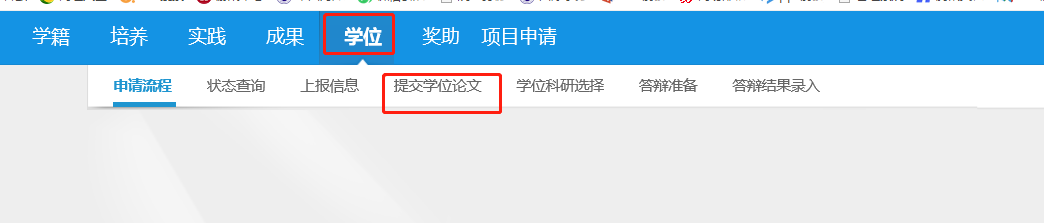 学籍 培养 实践 成果 学位 奖助 项目申请
申请流程 状态查询 上报信息 提交学位论文 学位科研选择 答辩准备 答辩结果录入